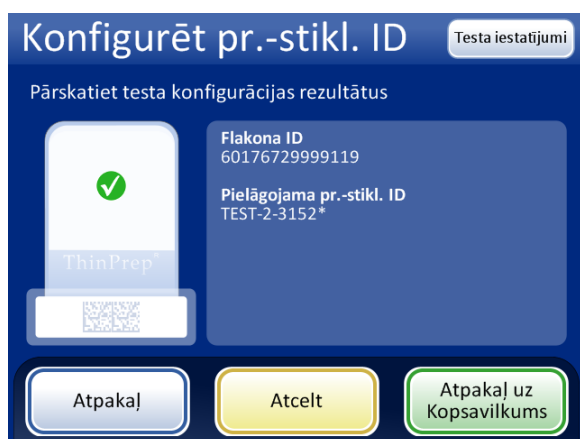 Konfigurēt pr.-stikl. ID
Testa iestatījumi
Pārskatiet testa konfigurācijas rezultātus
Flakona ID
60176729999119
Pielāgojama pr.-stikl. ID
TEST-2-3152*
ThinPrep®
Atpakaļ
Atcelt
Atpakaļ uz
Kopsavilkums